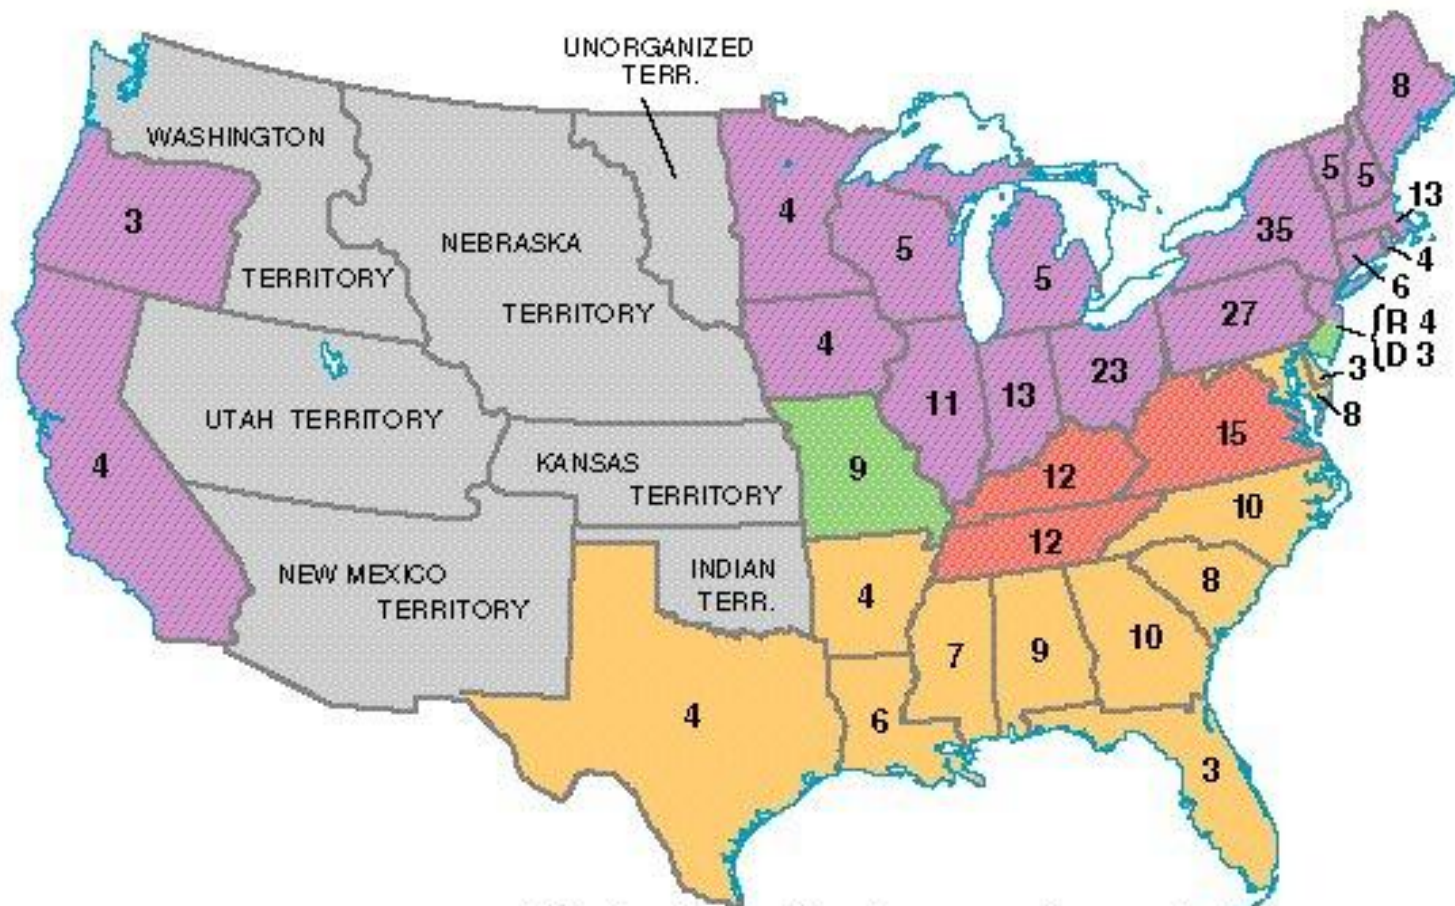 UNORGANIZED
TERR.
WASHINGTON
TERRITORY
NEBRASKA
TERRITORY
UTAH TERRITORY
KANSAS
TERRITORY
NEW MEXICO
TERRITORY
INDIAN
TERR.
3
4
4
5
5
4
11
13
23
27
35
5
5
8
13
4
6
R 4
D 3
3
8
9
12
15
12
10
4
8
7
9
10
4
6
3